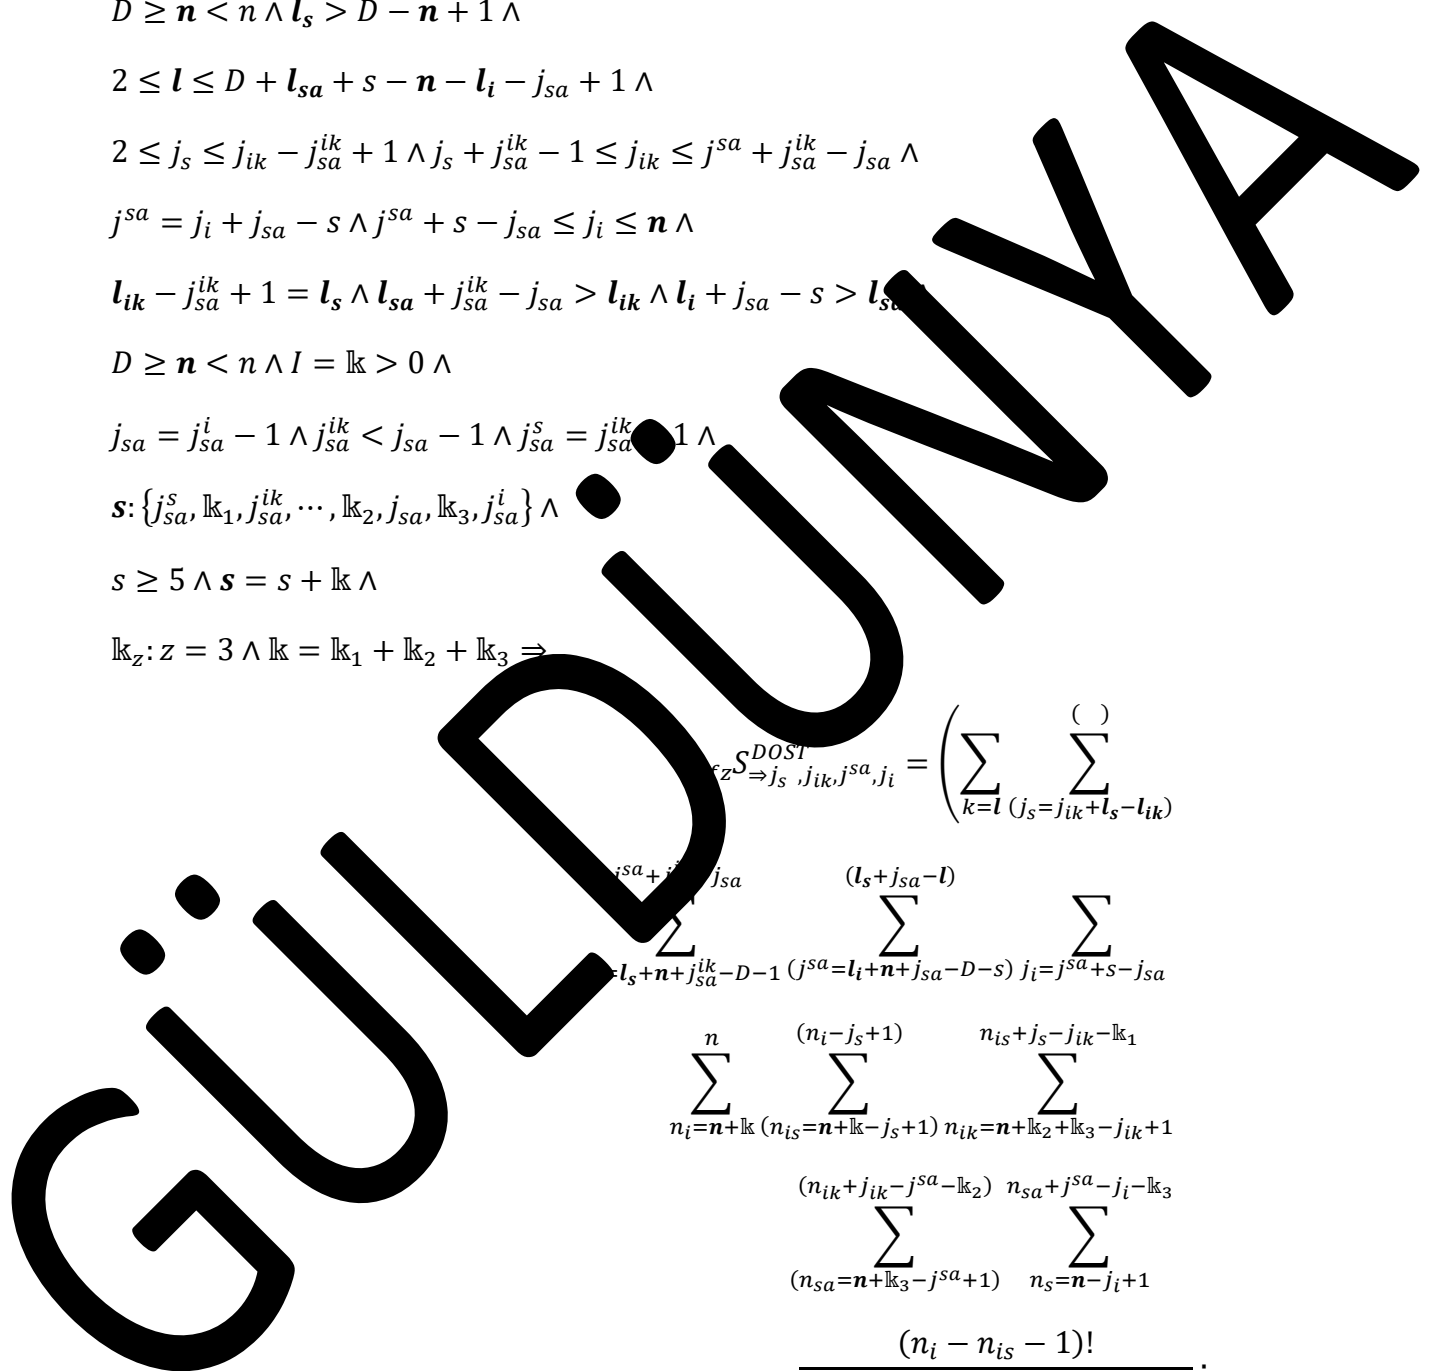 D ≥ n < n ∧ l_s > D − n + 1 ∧
2 ≤ l ≤ D + l_sa + s − n − l_i − j_sa + 1 ∧
2 ≤ j_s ≤ j_ik − j_sa^ik + 1 ∧ j_s + j_sa^ik − 1 ≤ j_ik ≤ j^sa + j_sa^ik − j_sa ∧
j^sa = j_i + j_sa − s ∧ j^sa + s − j_sa ≤ j_i ≤ n ∧
l_ik − j_sa^ik + 1 = l_s ∧ l_sa + j_sa^ik − j_sa > l_ik ∧ l_i + j_sa − s >
D ≥ n < n ∧ I = 𝕜 > 0 ∧
j_sa = j_sa^i − 1 ∧ j_sa^ik < j_sa − 1 ∧ j_sa^s = j_sa^ik 1 ∧
s: {j_sa^s, 𝕜_1, j_sa^ik, ⋯ , 𝕜_2, j_sa, 𝕜_3, j_sa^i} ∧
s ≥ 5 ∧ s = s + 𝕜 ∧
𝕜_z: z = 3 ∧ 𝕜 = 𝕜_1 + 𝕜_2 + 𝕜_3 ⇒
z S_{⇒j_s ,j_ik,j^sa,j_i}^{DOST} = ( ∑_{k=l} ∑_{(j_s=j_ik+l_s−l_ik)}^{( )}
∑_{=l_s+n+j_sa^ik−D−1} ∑_{(j^sa=l_i+n+j_sa−D−s)}^{(l_s+j_sa−l)} ∑_{j_i=j^sa+s−j_sa}
∑_{n_i=n+𝕜}^{n} ∑_{(n_is=n+𝕜−j_s+1)}^{(n_i−j_s+1)} ∑_{n_ik=n+𝕜_2+𝕜_3−j_ik+1}^{n_is+j_s−j_ik−𝕜_1}
∑_{(n_sa=n+𝕜_3−j^sa+1)}^{(n_ik+j_ik−j^sa−𝕜_2)} ∑_{n_s=n−j_i+1}^{n_sa+j^sa−j_i−𝕜_3}
(n_i − n_is − 1)! ·
GÜLDÜNYA